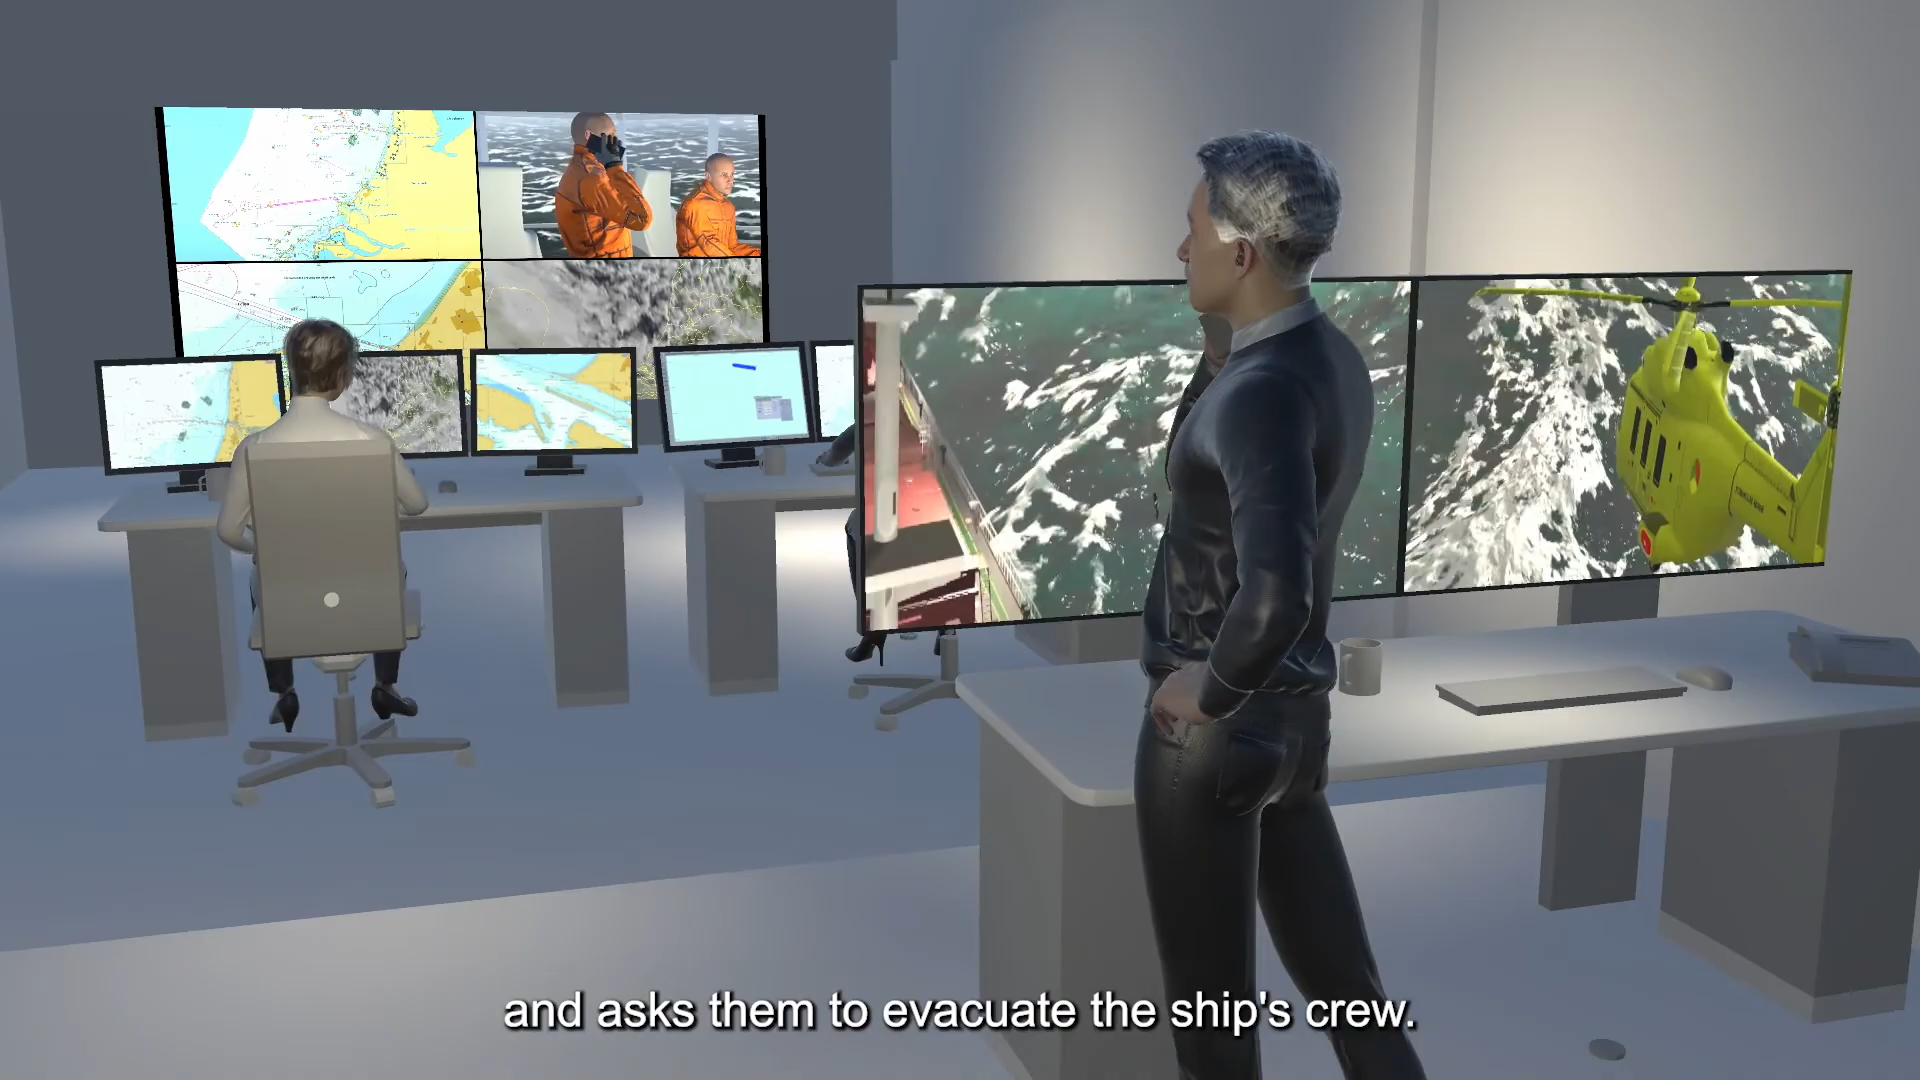 and asks them to evacuate the ship's crew.